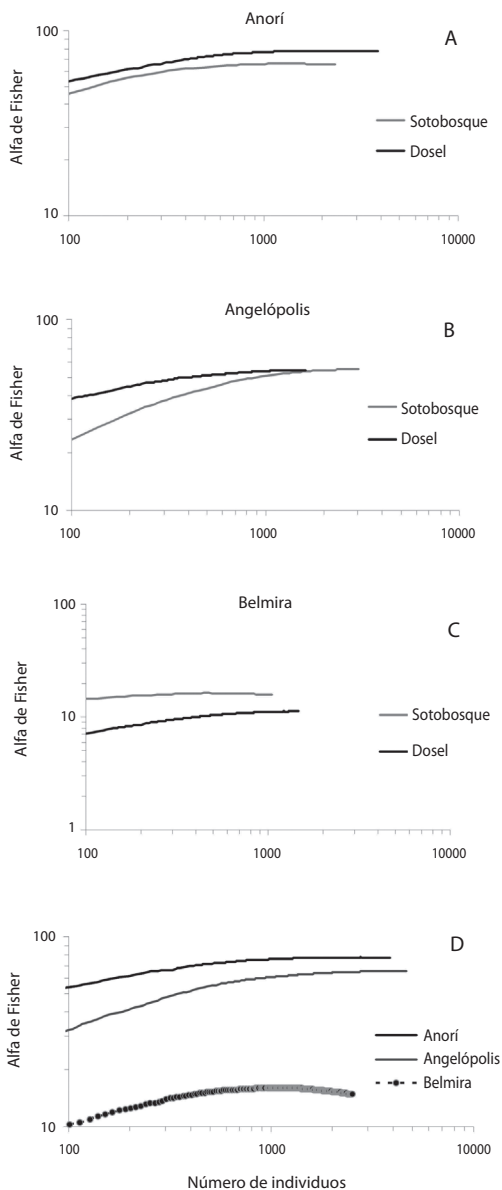 Anorí
A
100
10
100
1000
10000
Alfa de Fisher
Sotobosque
Dosel
Angelópolis
B
100
10
100
1000
10000
Alfa de Fisher
Sotobosque
Dosel
Belmira
C
100
10
1
100
1000
10000
Alfa de Fisher
Sotobosque
Dosel
D
100
10
100
1000
10000
Alfa de Fisher
Anorí
Angelópolis
Belmira
Número de individuos